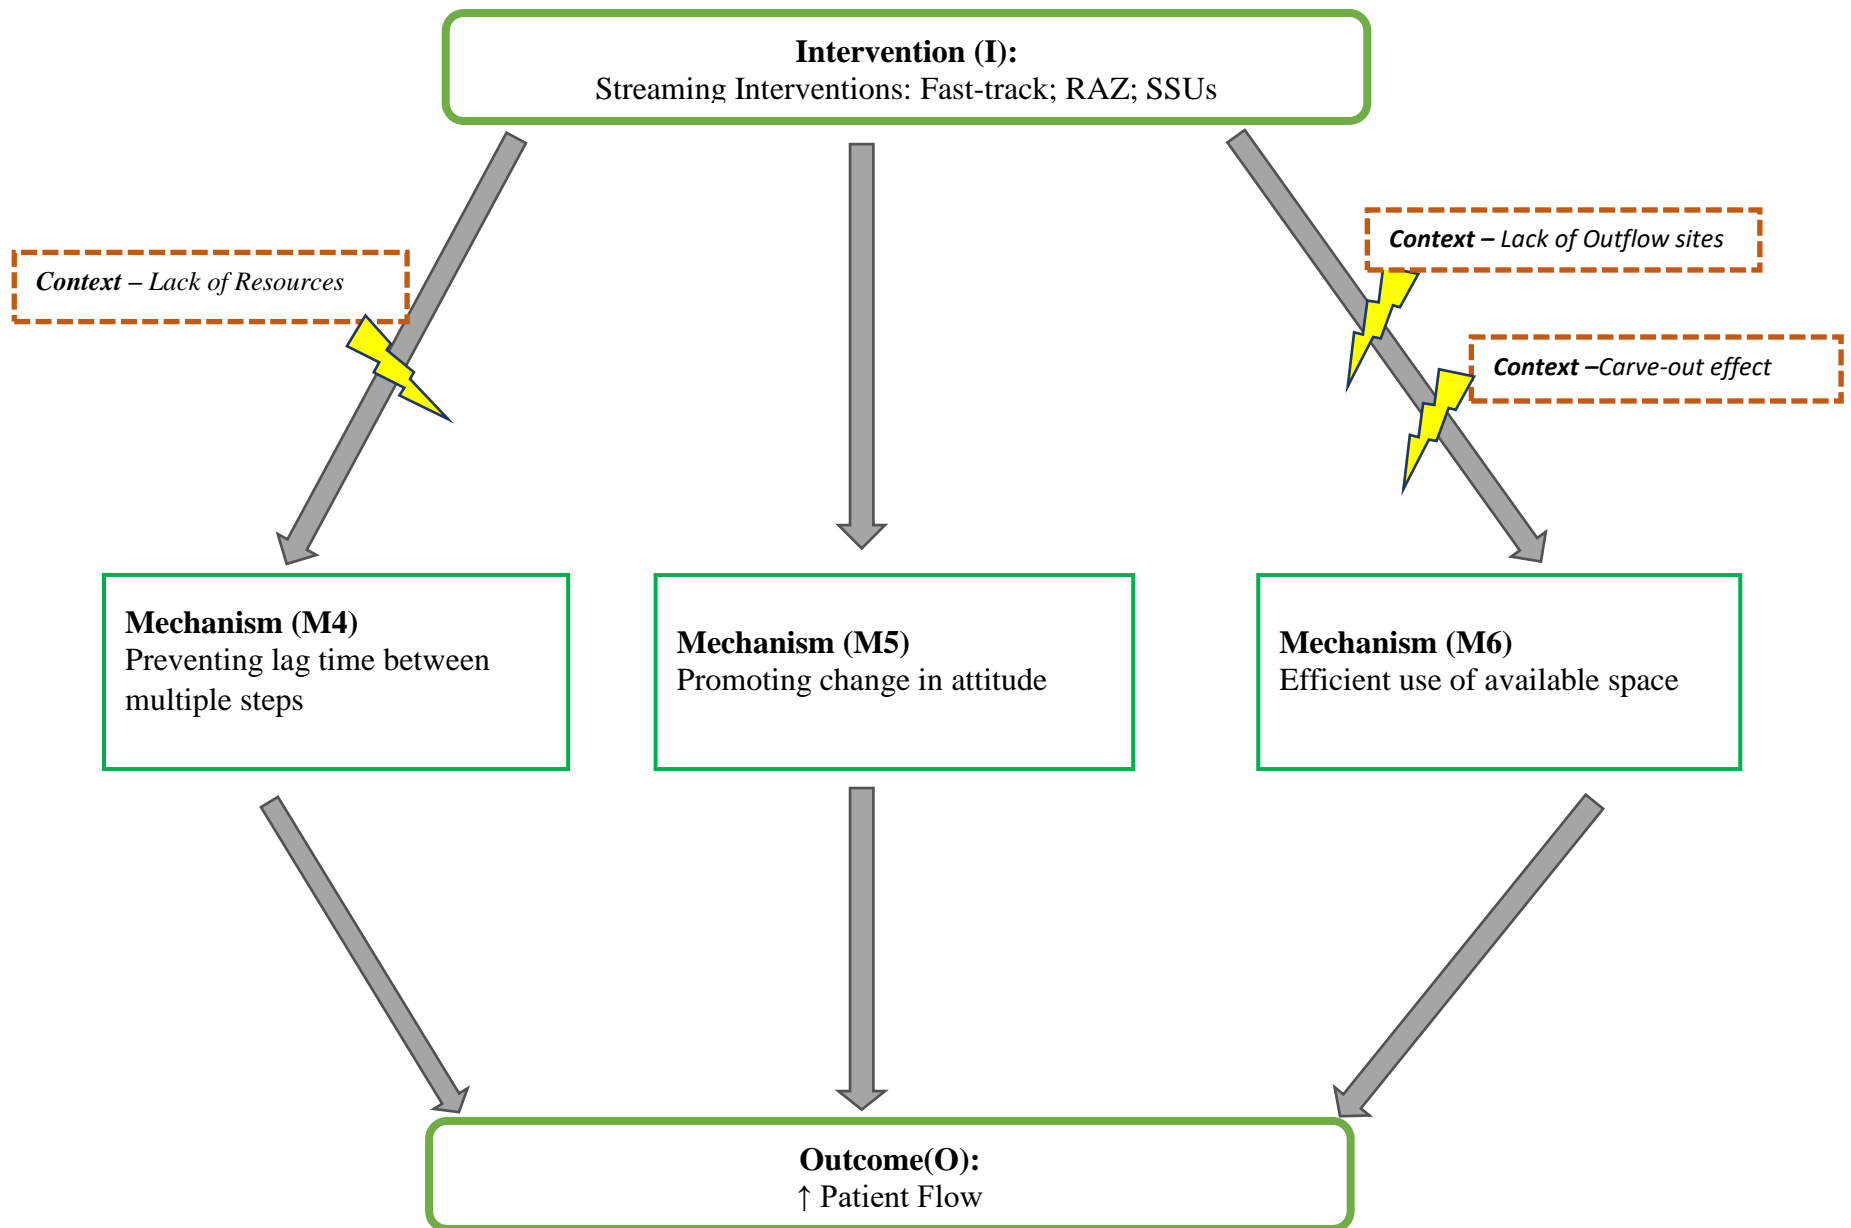 Intervention (I):
Streaming Interventions: Fast-track; RAZ; SSUs
Context – Lack of Outflow sites
Context – Lack of Resources
Context –Carve-out effect
Mechanism (M4)
Preventing lag time between
multiple steps
Mechanism (M5)
Promoting change in attitude
Mechanism (M6)
Efficient use of available space
Outcome(O):
↑ Patient Flow